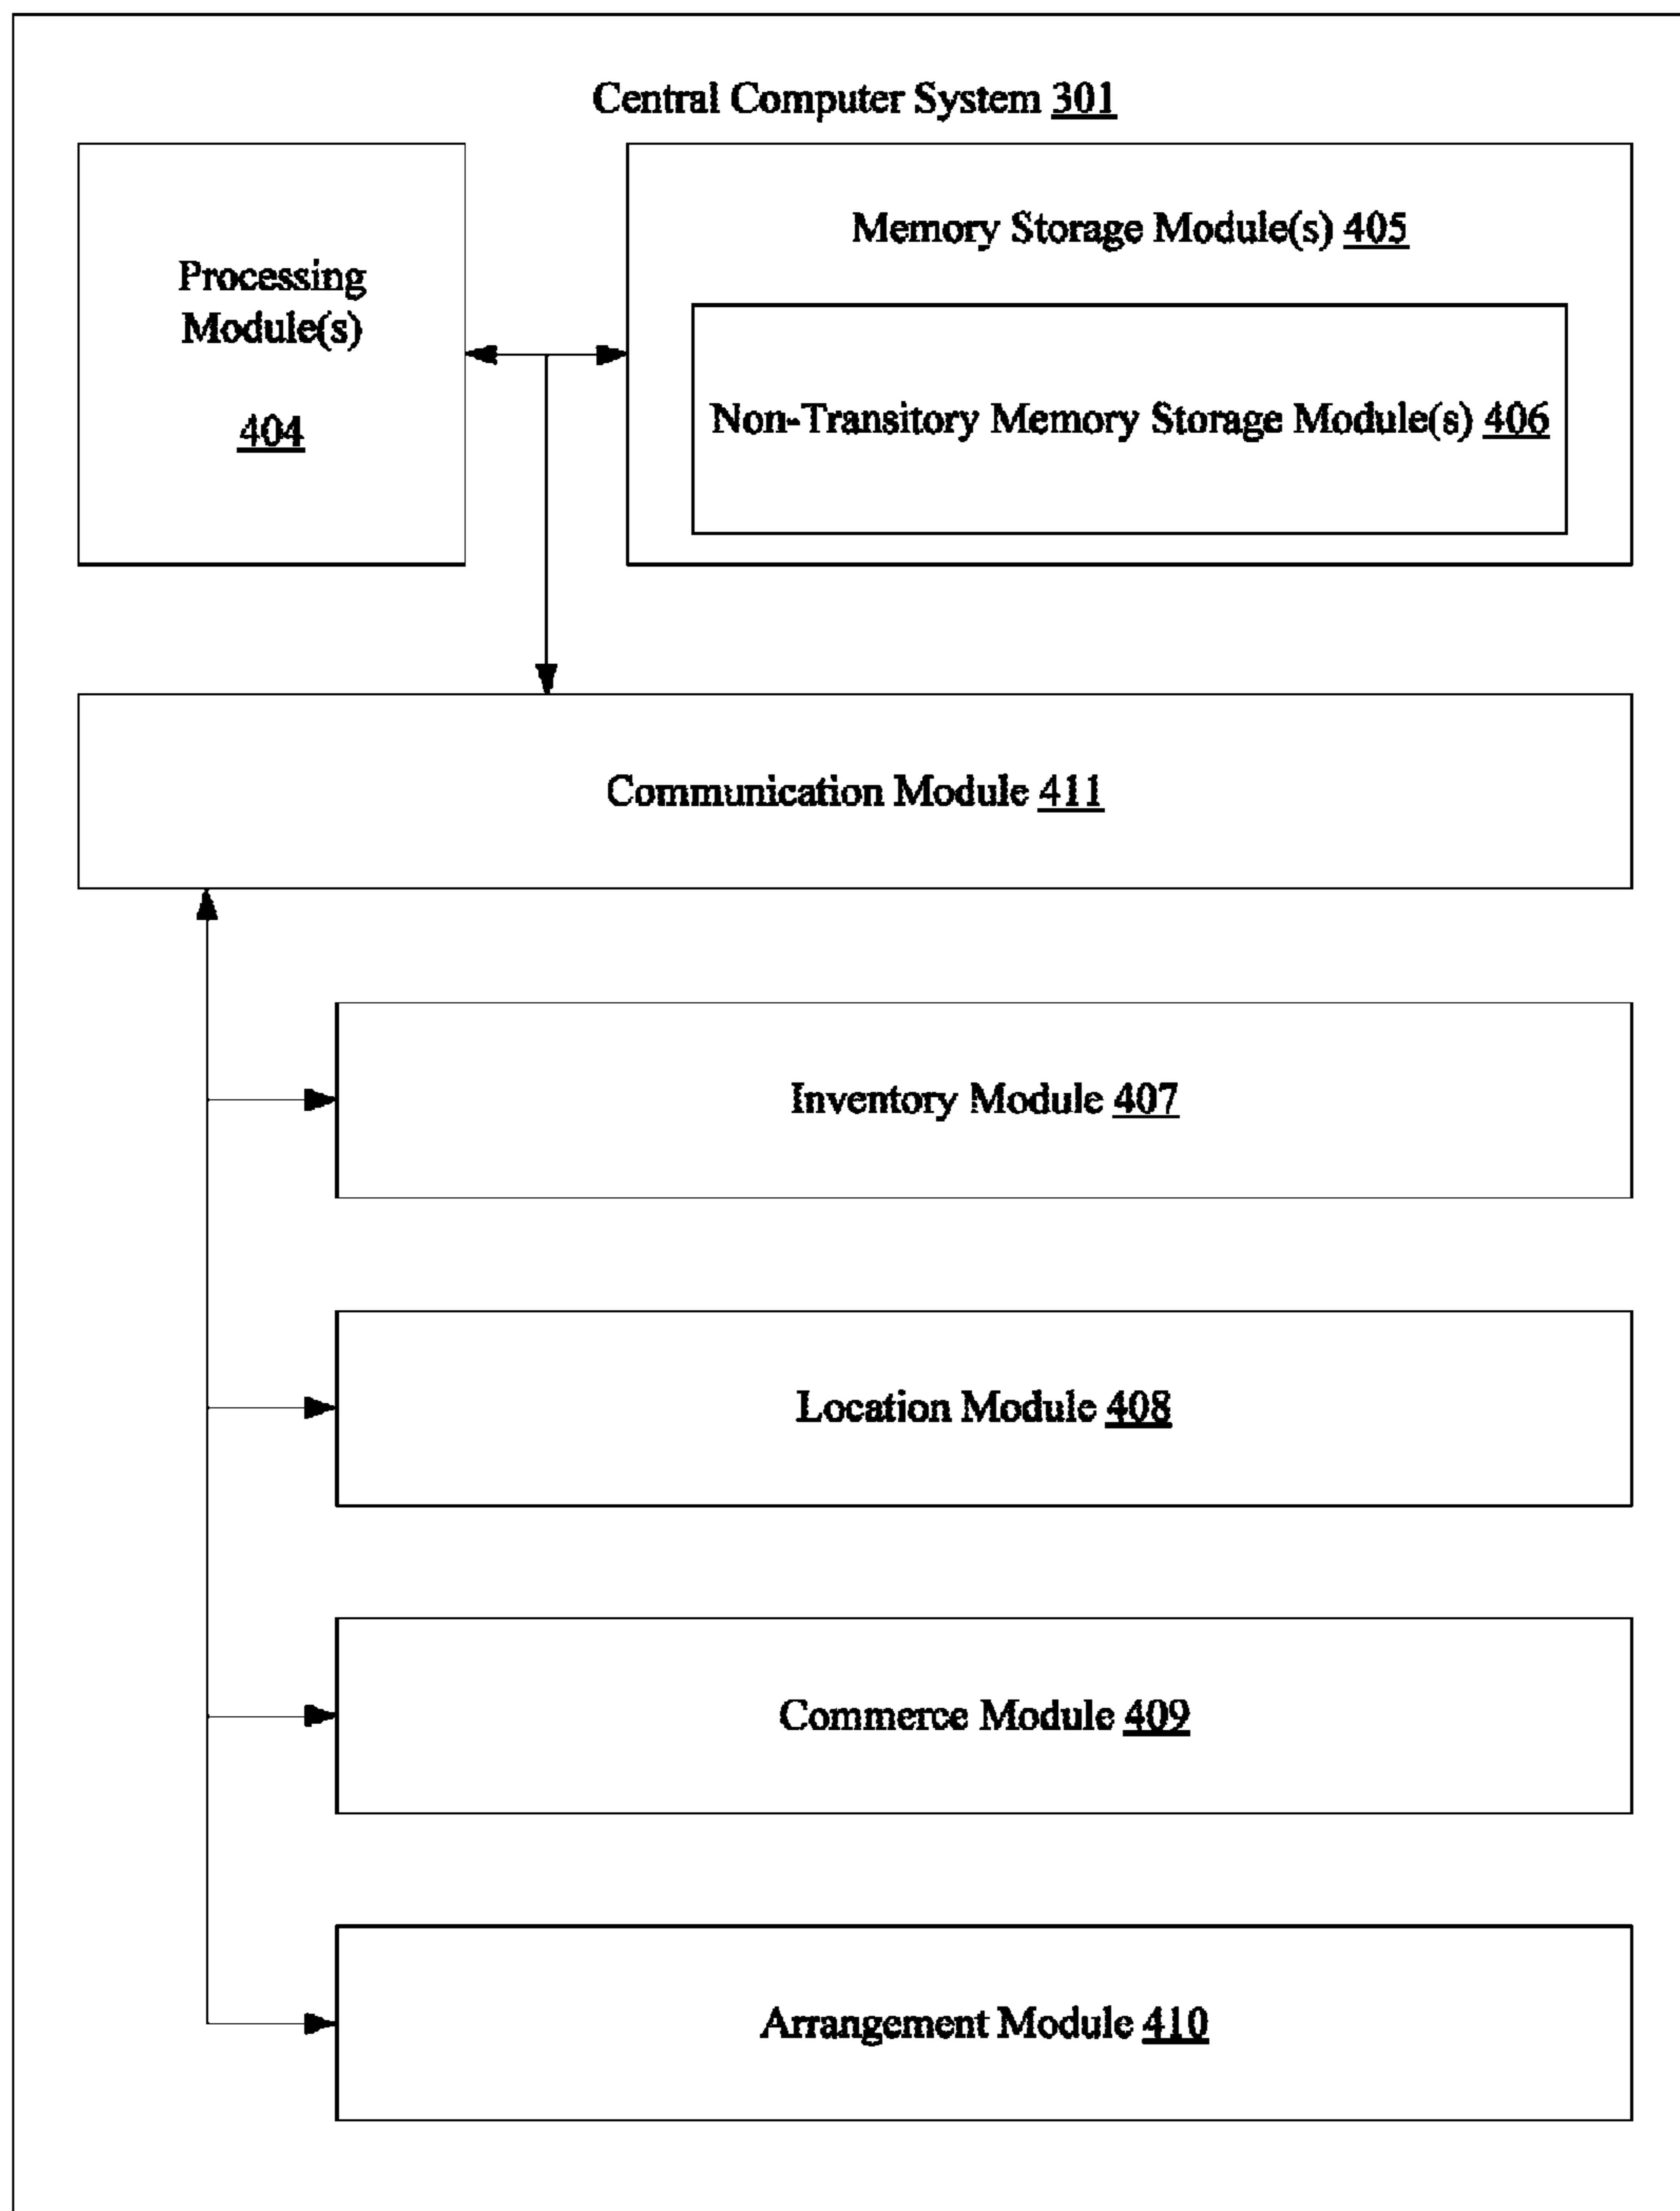 Central Computer System 301
Processing
Module(s)
404
Memory Storage Module(s) 405
Non-Transitory Memory Storage Module(s) 406
Communication Module 411
Inventory Module 407
Location Module 408
Commerce Module 409
Arrangement Module 410